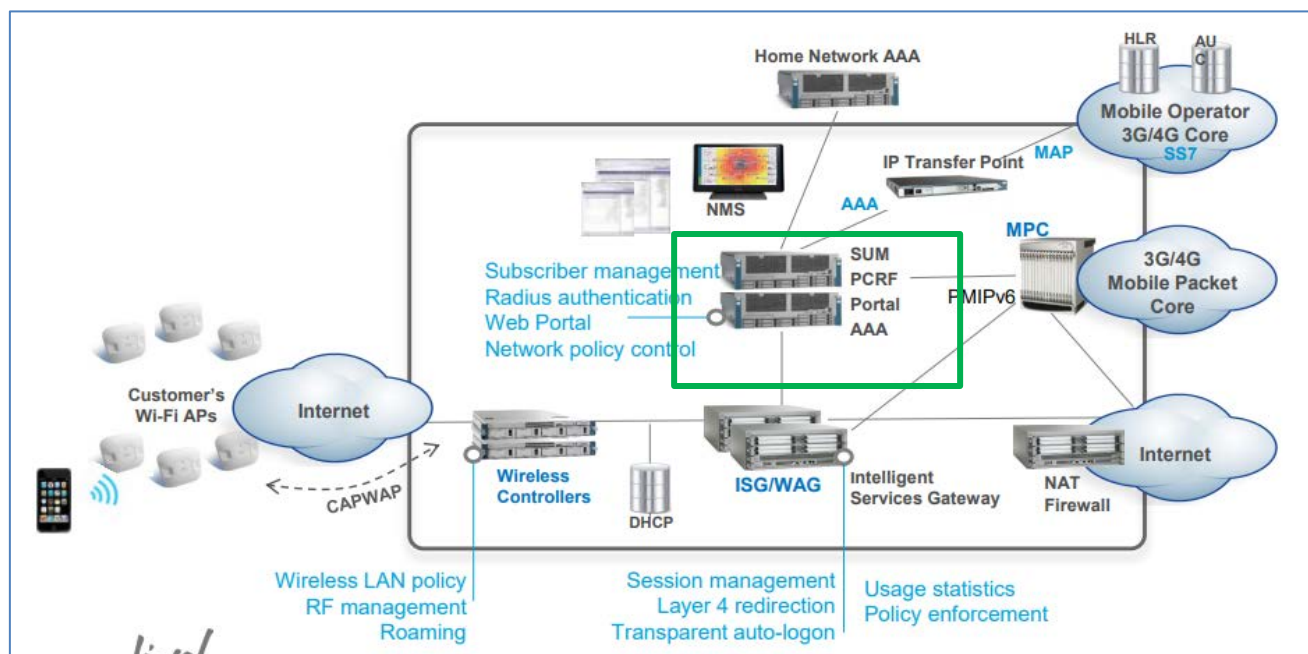 HLR
AU
C
Home Network AAA
Mobile Operator
3G/4G Core
SS7
MAP
IP Transfer Point
AAA
NMS
MPC
SUM
PCRF
Portal
AAA
PMIPv6
3G/4G
Mobile Packet
Core
Subscriber management
Radius authentication
Web Portal
Network policy control
Customer's
Wi-Fi APs
Internet
CAPWAP
Wireless
Controllers
DHCP
ISG/WAG
Intelligent
Services Gateway
NAT
Firewall
Internet
Wireless LAN policy
RF management
Roaming
Session management
Layer 4 redirection
Transparent auto-logon
Usage statistics
Policy enforcement